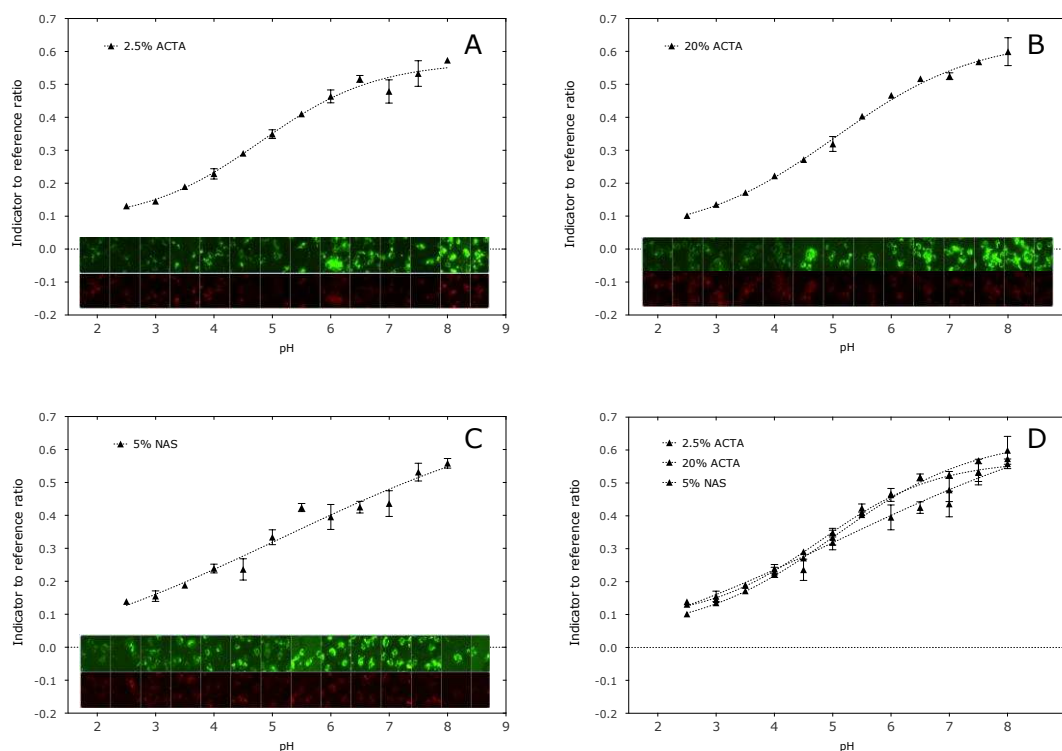 0.7
2.5% ACTA
A
0.6
0.5
0.4
0.3
0.2
0.1
0.0
-0.1
-0.2
Indicator to reference ratio
2 3 4 5 6 7 8 9
pH
0.7
20% ACTA
B
0.6
0.5
0.4
0.3
0.2
0.1
0.0
-0.1
-0.2
Indicator to reference ratio
2 3 4 5 6 7 8
pH
0.7
5% NAS
C
0.6
0.5
0.4
0.3
0.2
0.1
0.0
-0.1
-0.2
Indicator to reference ratio
2 3 4 5 6 7 8 9
pH
0.7
2.5% ACTA
D
20% ACTA
5% NAS
0.6
0.5
0.4
0.3
0.2
0.1
0.0
-0.1
-0.2
Indicator to reference ratio
2 3 4 5 6 7 8
pH